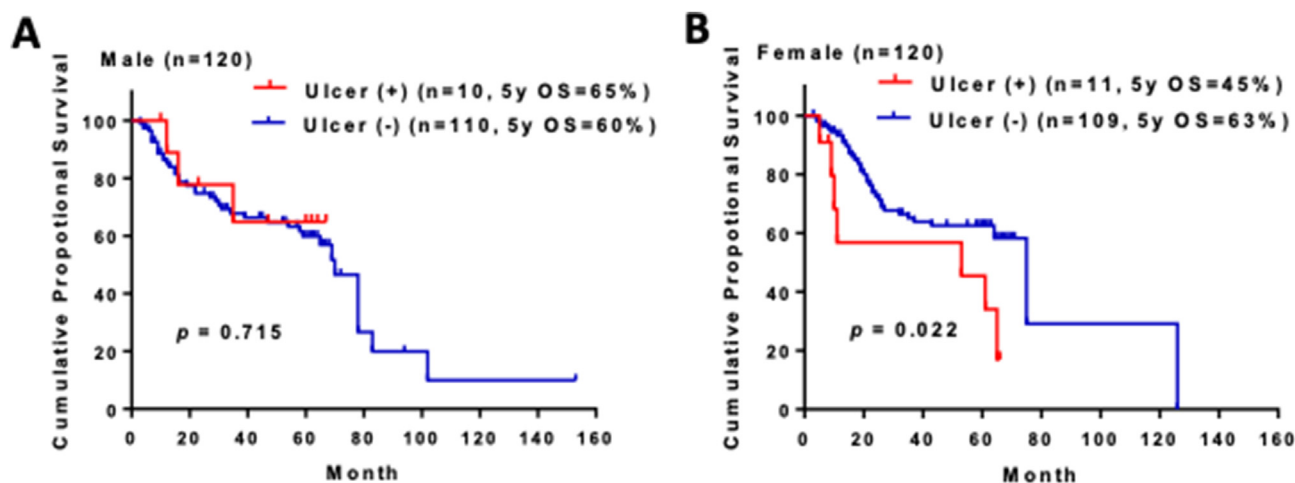 A
Male (n=120)
Ulcer (+) (n=10, 5y OS=65%)
Ulcer (-) (n=110, 5y OS=60%)
Cumulative Propotional Survival
100
80
60
40
20
0
p = 0.715
0 20 40 60 80 100 120 140 160
Month
B
Female (n=120)
Ulcer (+) (n=11, 5y OS=45%)
Ulcer (-) (n=109, 5y OS=63%)
Cumulative Propotional Survival
100
80
60
40
20
0
p = 0.022
0 20 40 60 80 100 120 140 160
Month